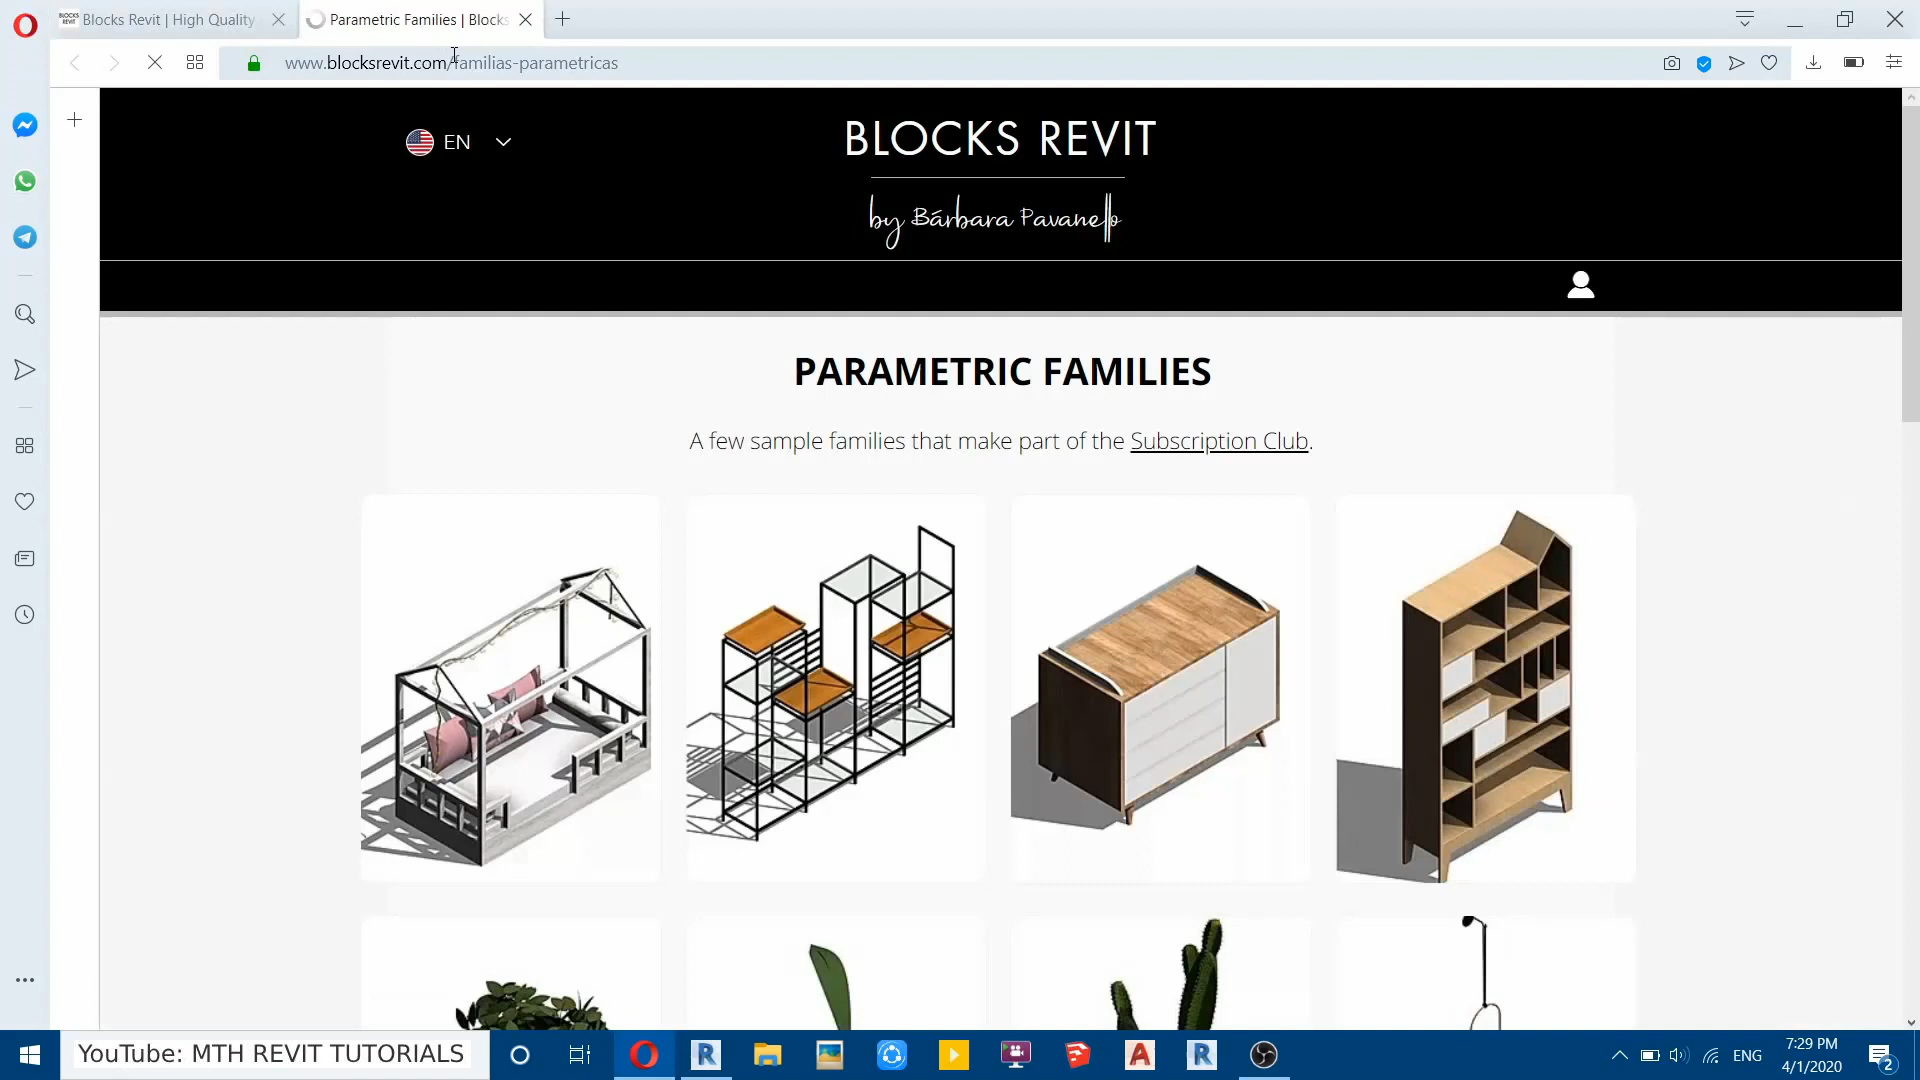 Blocks Revit | High Quality
Parametric Families | Blocks
www.blocksrevit.com/familias-parametricas
EN
BLOCKS REVIT
by Bárbara Pavanello
PARAMETRIC FAMILIES
A few sample families that make part of the Subscription Club.
YouTube: MTH REVIT TUTORIALS
ENG
7:29 PM
4/1/2020
2